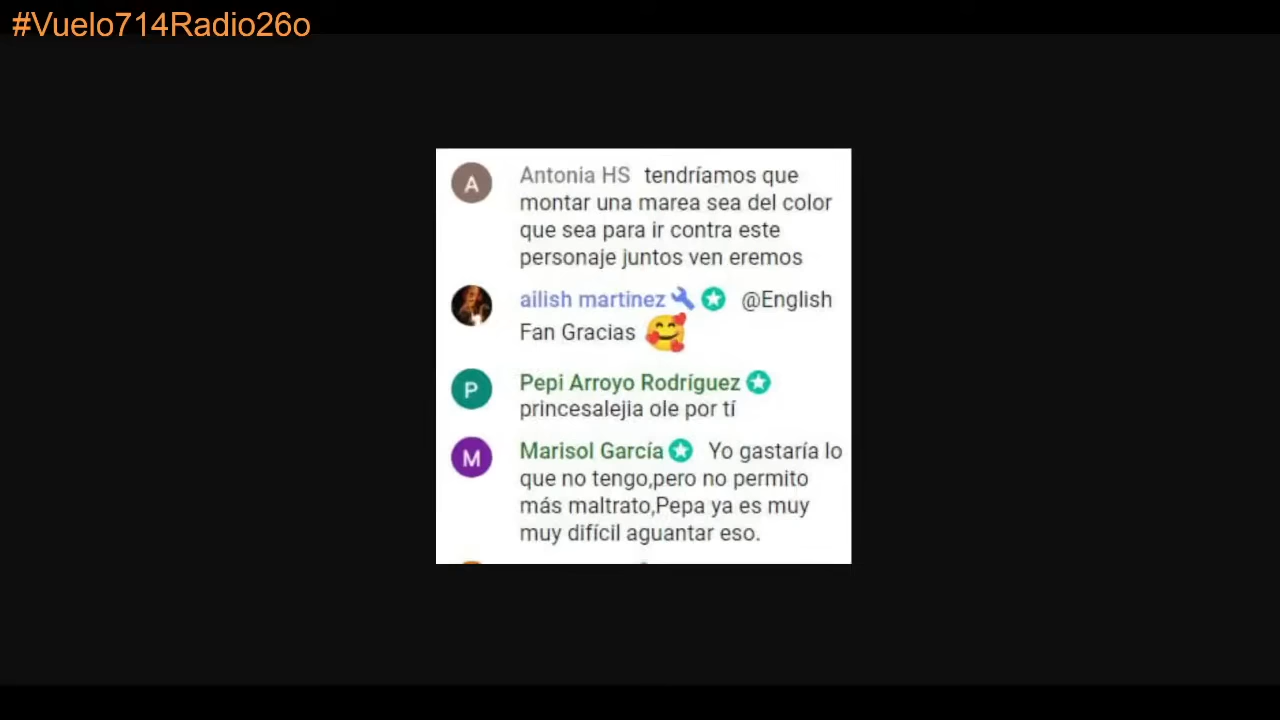 #Vuelo714Radio26o
A Antonia HS tendríamos que
montar una marea sea del color
que sea para ir contra este
personaje juntos ven eremos
ailish martinez @English
Fan Gracias 🥰
P Pepi Arroyo Rodríguez
princesalejia ole por tí
M Marisol García Yo gastaría lo
que no tengo,pero no permito
más maltrato,Pepa ya es muy
muy difícil aguantar eso.